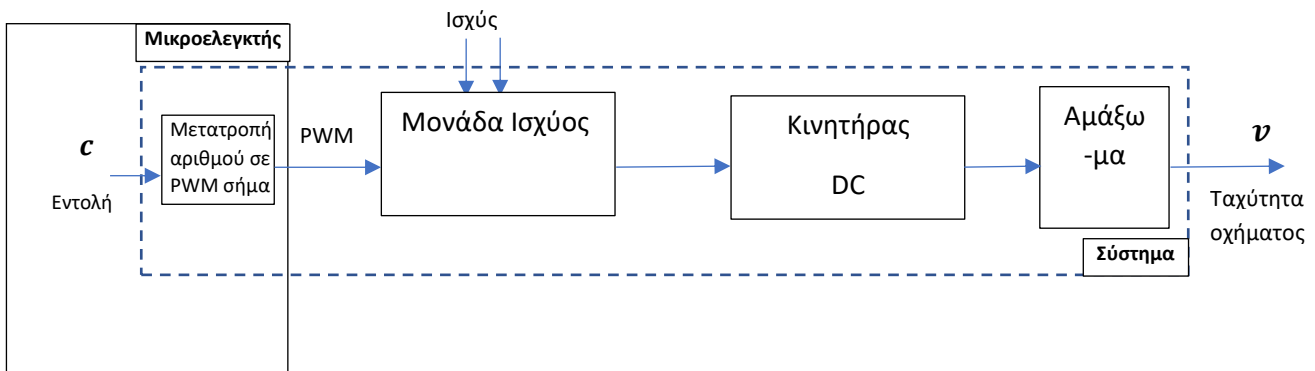 Ισχύς
Μικροελεγκτής
c
Εντολή
Μετατροπή
αριθμού σε
PWM σήμα
PWM
Μονάδα Ισχύος
Κινητήρας
DC
Αμάξω
-μα
v
Ταχύτητα
οχήματος
Σύστημα